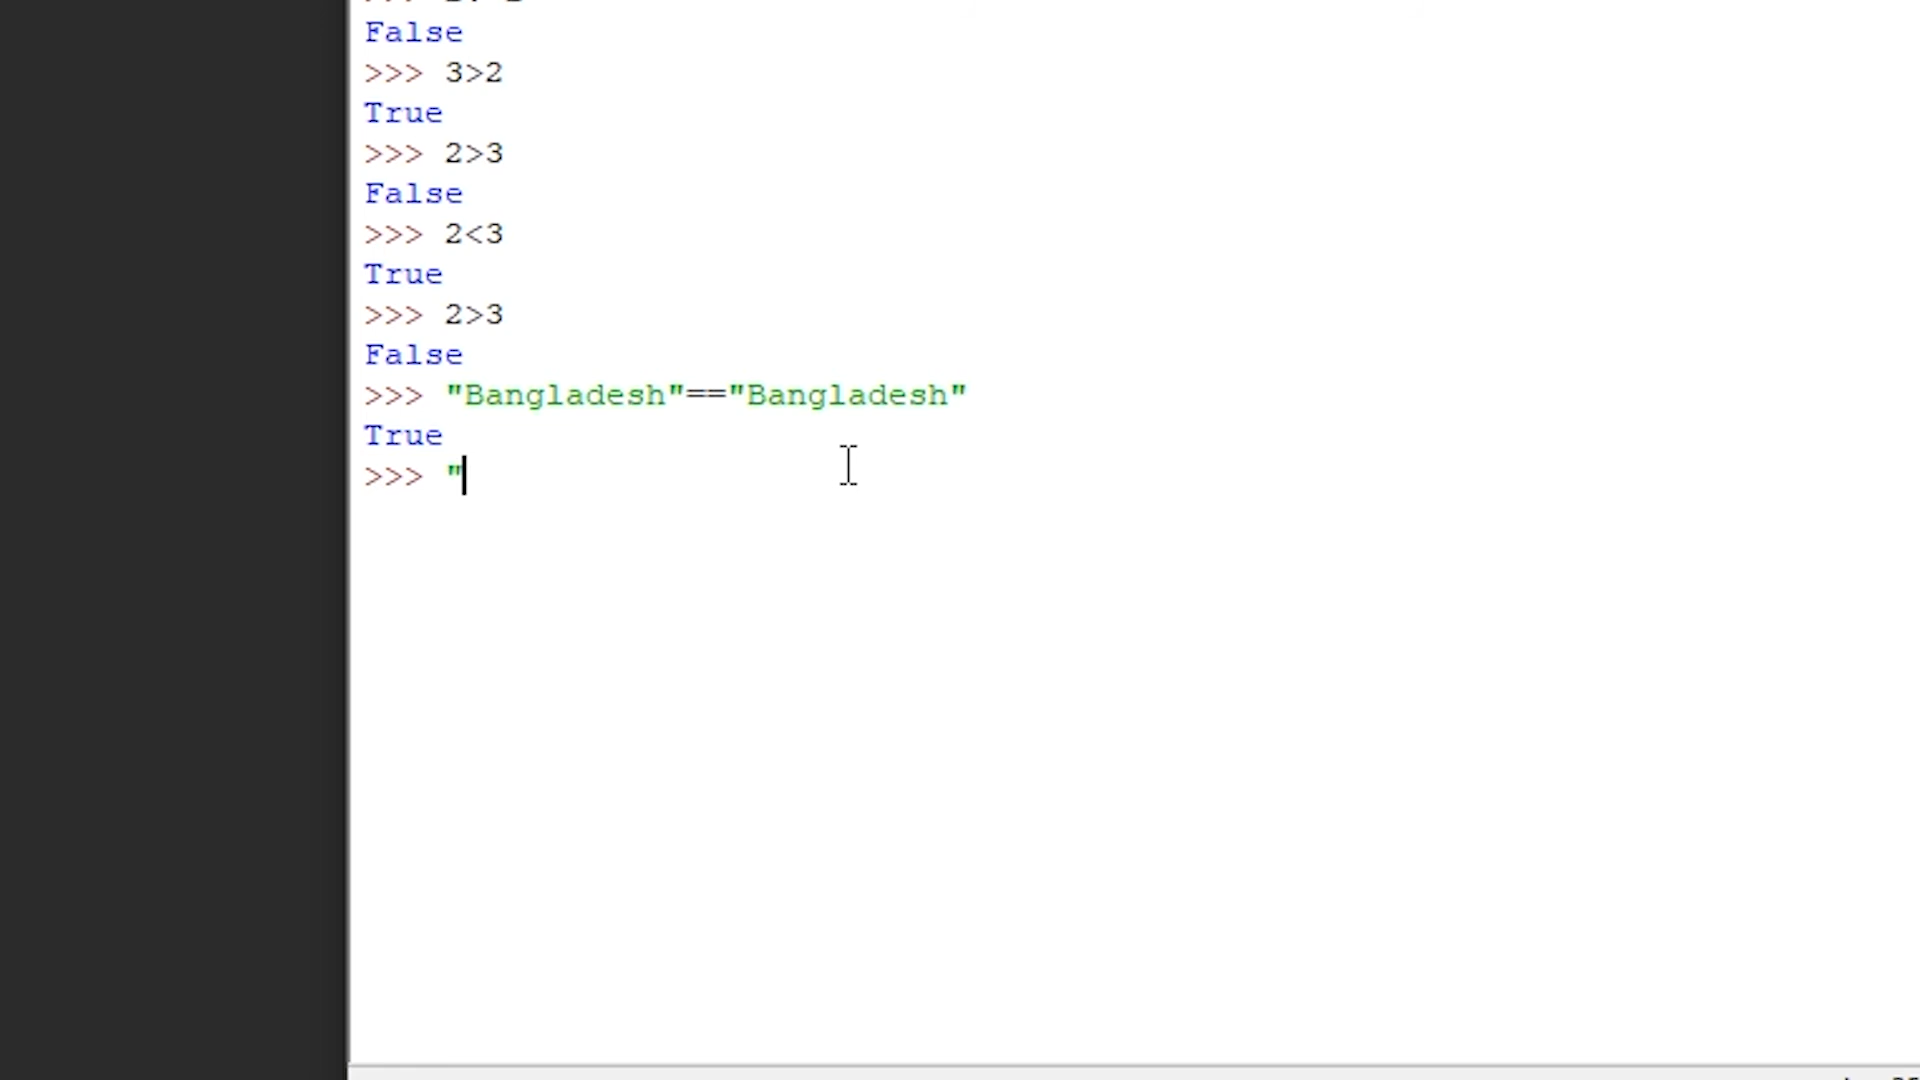 False
>>> 3>2
True
>>> 2>3
False
>>> 2<3
True
>>> 2>3
False
>>> "Bangladesh"=="Bangladesh"
True
>>> "